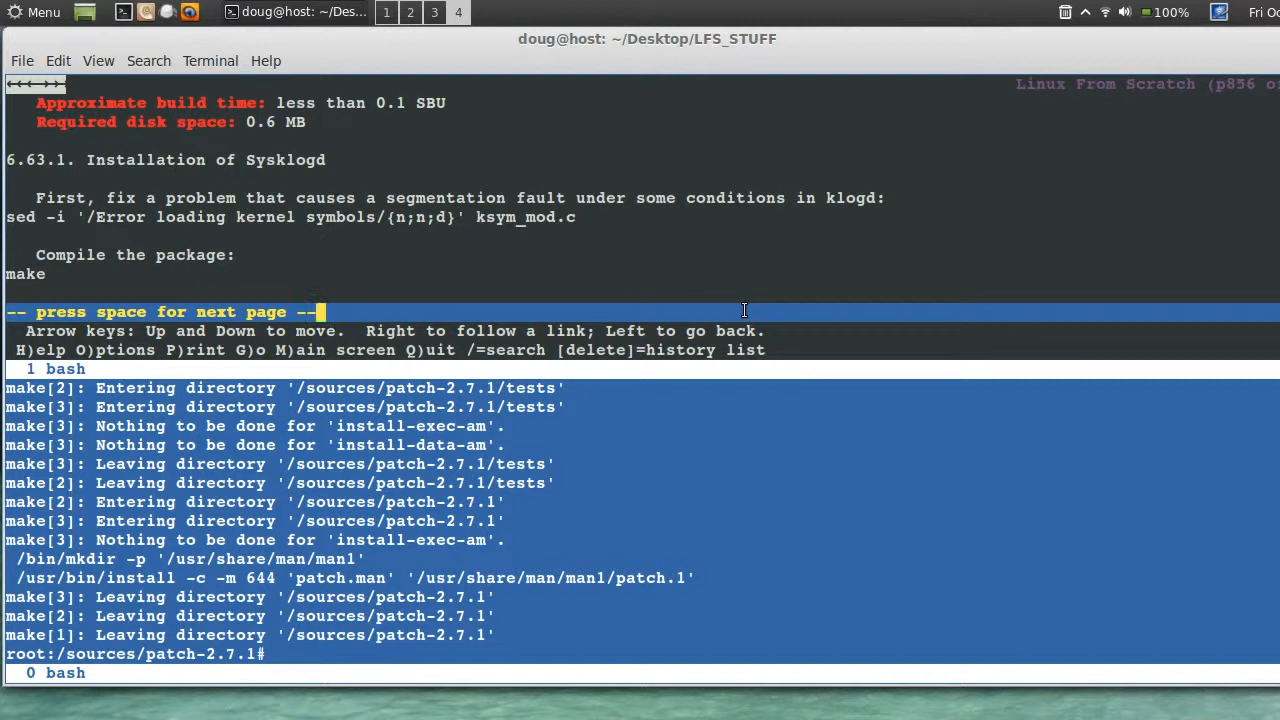 Menu doug@host: ~/Des... 1 2 3 4 100% Fri Oc
doug@host: ~/Desktop/LFS_STUFF
File Edit View Search Terminal Help
<<< >>> Linux From Scratch (p856 o
Approximate build time: less than 0.1 SBU
Required disk space: 0.6 MB
6.63.1. Installation of Sysklogd
First, fix a problem that causes a segmentation fault under some conditions in klogd:
sed -i '/Error loading kernel symbols/{n;n;d}' ksym_mod.c
Compile the package:
make
-- press space for next page --
Arrow keys: Up and Down to move.  Right to follow a link; Left to go back.
H)elp O)ptions P)rint G)o M)ain screen Q)uit /=search [delete]=history list
1 bash
make[2]: Entering directory '/sources/patch-2.7.1/tests'
make[3]: Entering directory '/sources/patch-2.7.1/tests'
make[3]: Nothing to be done for 'install-exec-am'.
make[3]: Nothing to be done for 'install-data-am'.
make[3]: Leaving directory '/sources/patch-2.7.1/tests'
make[2]: Leaving directory '/sources/patch-2.7.1/tests'
make[2]: Entering directory '/sources/patch-2.7.1'
make[3]: Entering directory '/sources/patch-2.7.1'
make[3]: Nothing to be done for 'install-exec-am'.
/bin/mkdir -p '/usr/share/man/man1'
/usr/bin/install -c -m 644 'patch.man' '/usr/share/man/man1/patch.1'
make[3]: Leaving directory '/sources/patch-2.7.1'
make[2]: Leaving directory '/sources/patch-2.7.1'
make[1]: Leaving directory '/sources/patch-2.7.1'
root:/sources/patch-2.7.1#
0 bash